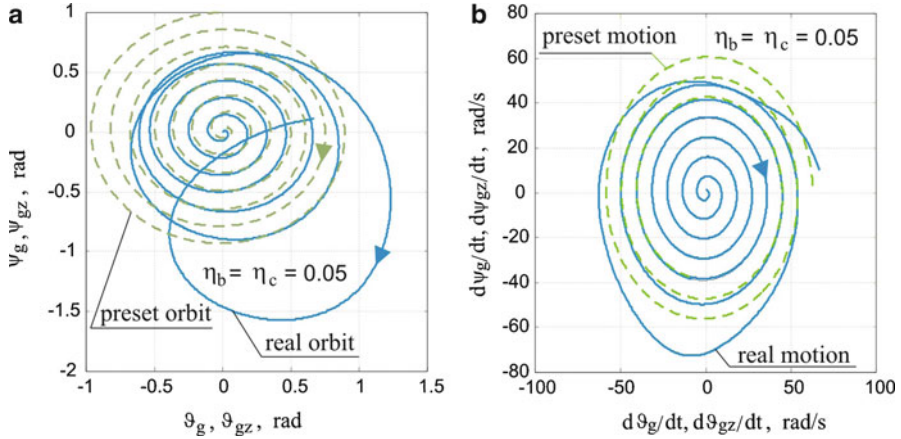 a
1
0.5
0
-0.5
-1
-1.5
-2
-1 -0.5 0 0.5 1 1.5
ψg, ψgz, rad
ϑg, ϑgz, rad
ηb = ηc = 0.05
preset orbit
real orbit
b
80
60
40
20
0
-20
-40
-60
-80
-100 -50 0 50 100
dψg/dt, dψgz/dt, rad/s
dϑg/dt, dϑgz/dt, rad/s
preset motion
ηb = ηc = 0.05
real motion